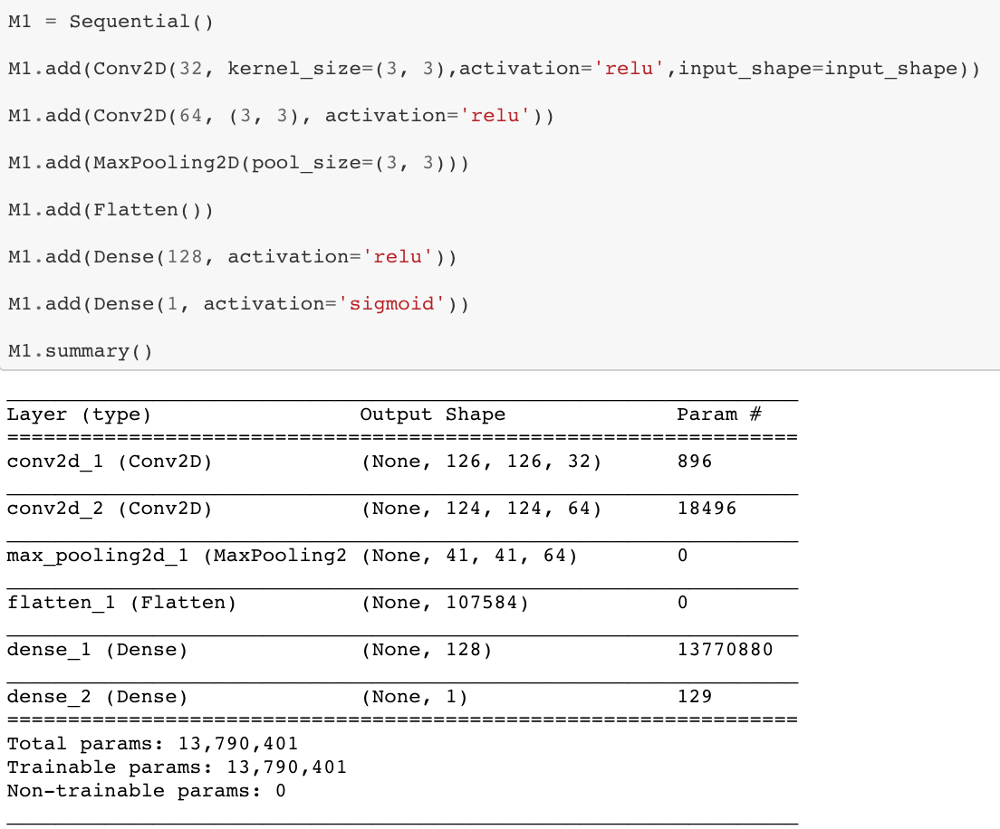 M1 = Sequential()
M1.add(Conv2D(32, kernel_size=(3, 3),activation='relu',input_shape=input_shape))
M1.add(Conv2D(64, (3, 3), activation='relu'))
M1.add(MaxPooling2D(pool_size=(3, 3)))
M1.add(Flatten())
M1.add(Dense(128, activation='relu'))
M1.add(Dense(1, activation='sigmoid'))
M1.summary()
_________________________________________________________________
Layer (type)                 Output Shape              Param #
=================================================================
conv2d_1 (Conv2D)            (None, 126, 126, 32)      896
_________________________________________________________________
conv2d_2 (Conv2D)            (None, 124, 124, 64)      18496
_________________________________________________________________
max_pooling2d_1 (MaxPooling2 (None, 41, 41, 64)        0
_________________________________________________________________
flatten_1 (Flatten)          (None, 107584)            0
_________________________________________________________________
dense_1 (Dense)              (None, 128)               13770880
_________________________________________________________________
dense_2 (Dense)              (None, 1)                 129
=================================================================
Total params: 13,790,401
Trainable params: 13,790,401
Non-trainable params: 0
_________________________________________________________________